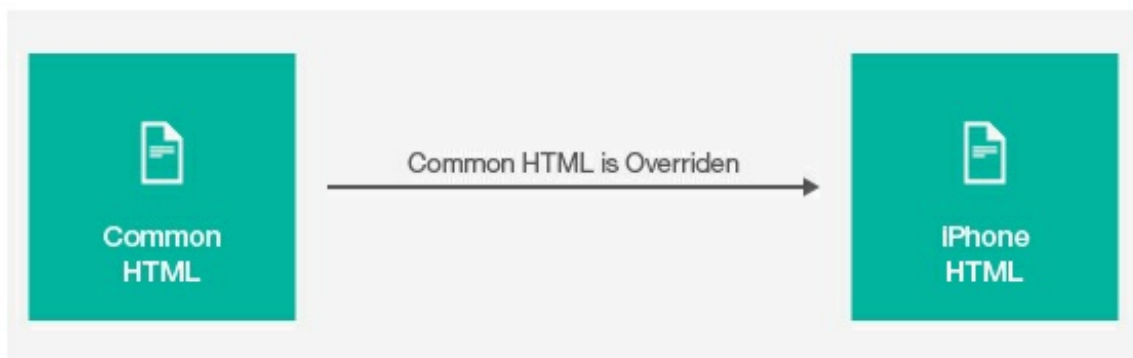 Common HTML is Overriden
Common
HTML
iPhone
HTML